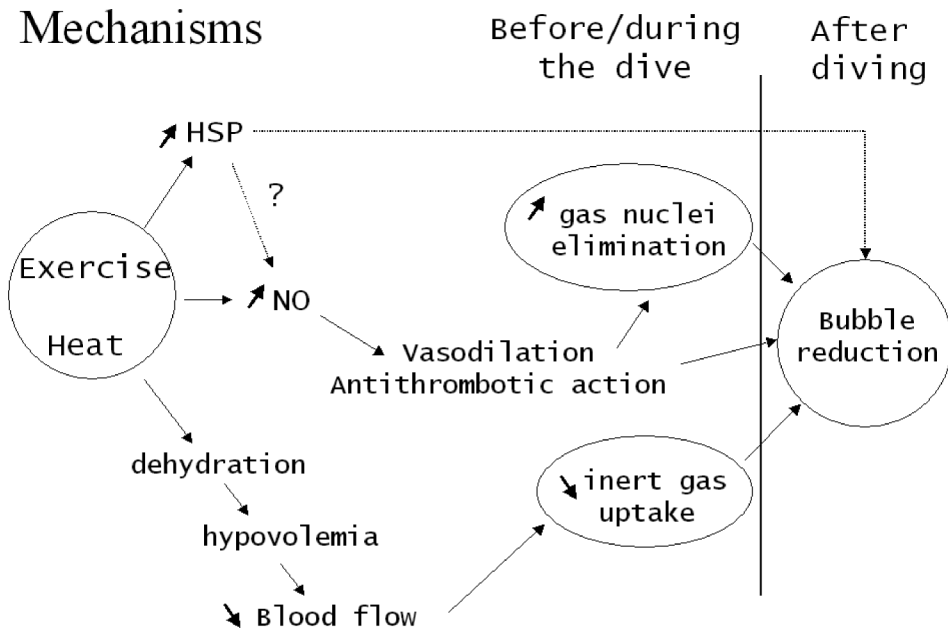 Mechanisms
Before/during
the dive
After
diving
HSP
?
gas nuclei
elimination
Exercise
Heat
NO
Bubble
reduction
Vasodilation
Antithrombotic action
dehydration
inert gas
uptake
hypovolemia
Blood flow